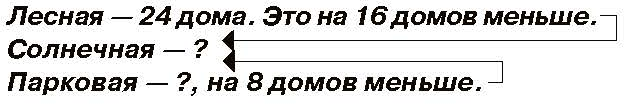 Лесная — 24 дома. Это на 16 домов меньше.
Солнечная — ?
Парковая — ?, на 8 домов меньше.